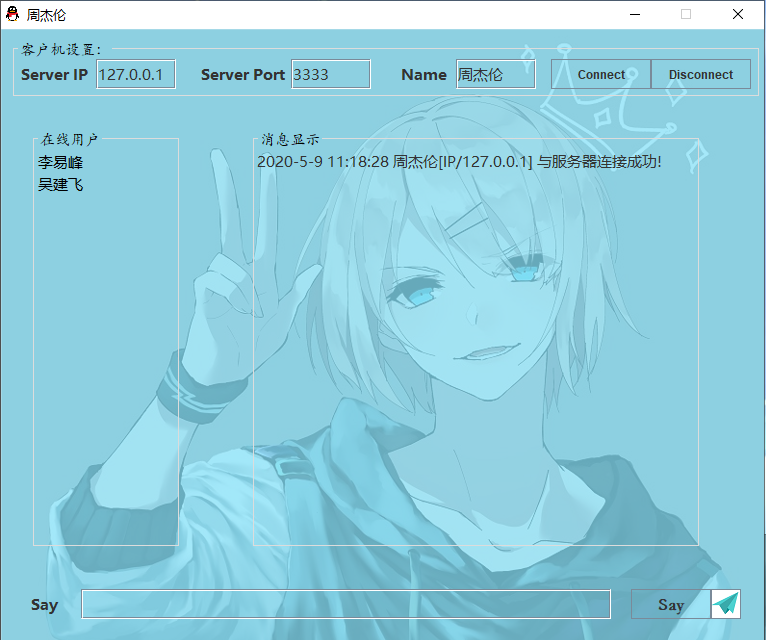 周杰伦
客户机设置：
Server IP 127.0.0.1 Server Port 3333 Name 周杰伦 Connect Disconnect
在线用户
李易峰
吴建飞
消息显示
2020-5-9 11:18:28 周杰伦[IP/127.0.0.1] 与服务器连接成功!
Say Say